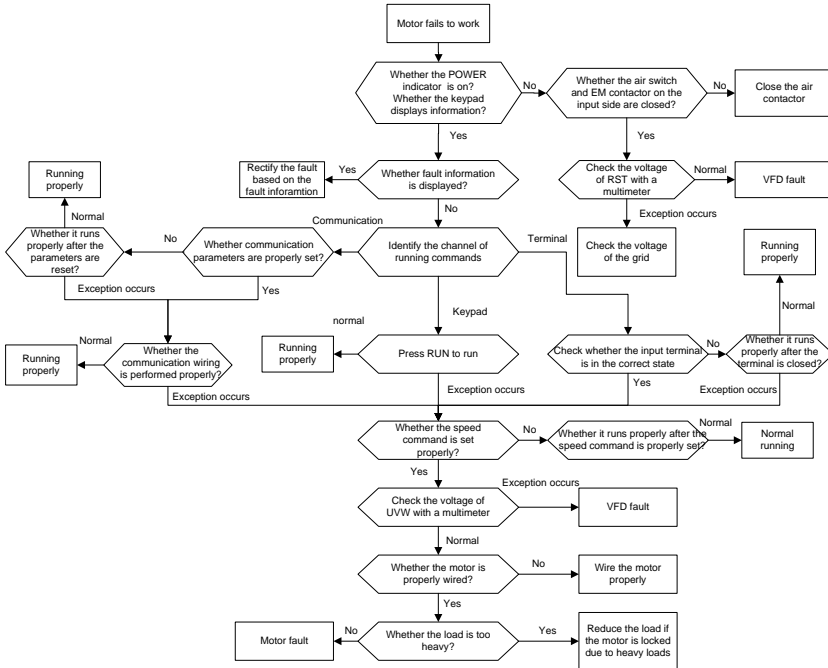 Motor fails to work
Whether the POWER
indicator is on?
Whether the keypad
displays information?
No
Whether the air switch
and EM contactor on the
input side are closed?
No
Close the air
contactor
Yes
Yes
Rectify the fault
based on the
fault inforamtion
Yes
Whether fault information
is displayed?
Check the voltage
of RST with a
multimeter
Normal
VFD fault
Running
properly
Normal
No
Exception occurs
Communication
Whether it runs
properly after the
parameters are
reset?
No
Whether communication
parameters are properly set?
Identify the channel of
running commands
Terminal
Check the voltage
of the grid
Running
properly
Exception occurs
Yes
Keypad
Normal
Running
properly
Normal
Whether the
communication wiring
is performed properly?
normal
Running
properly
Press RUN to run
Check whether the input terminal
is in the correct state
No
Whether it runs
properly after the
terminal is closed?
Exception occurs
Exception occurs
Yes
Exception occurs
Whether the speed
command is set
properly?
No
Whether it runs properly after the
speed command is properly set?
Normal
Normal
running
Yes
Exception occurs
Check the voltage of
UVW with a multimeter
VFD fault
Normal
Whether the motor is
properly wired?
No
Wire the motor
properly
Yes
Motor fault
No
Whether the load is too
heavy?
Yes
Reduce the load if
the motor is locked
due to heavy loads